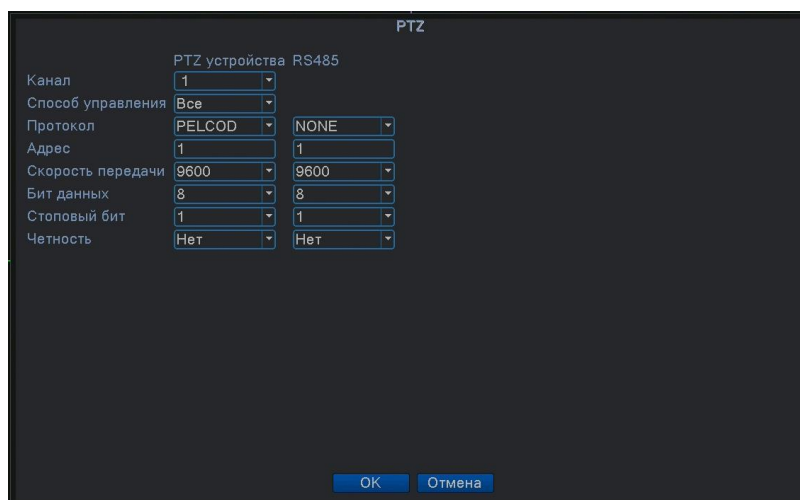 PTZ
PTZ устройства RS485
Канал 1
Способ управления Все
Протокол PELCOD NONE
Адрес 1 1
Скорость передачи 9600 9600
Бит данных 8 8
Стоповый бит 1 1
Четность Нет Нет
OK Отмена